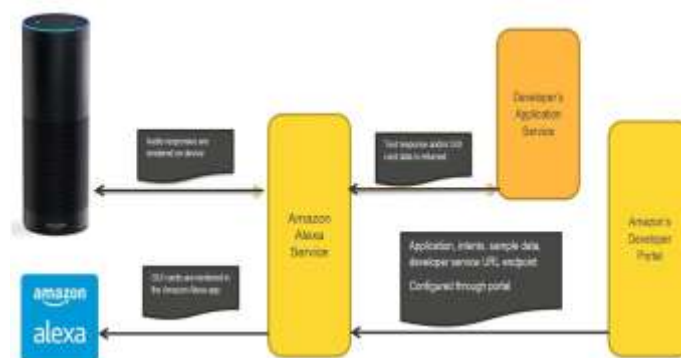 Developer's
Application
Service
Audio responses are
rendered on device
Text response and/or GUI
card data is returned
Amazon
Alexa
Service
Application, intents, sample data,
developer service URL endpoint
Configured through portal
Amazon's
Developer
Portal
GUI cards are rendered in
the Amazon Alexa app
amazon
alexa